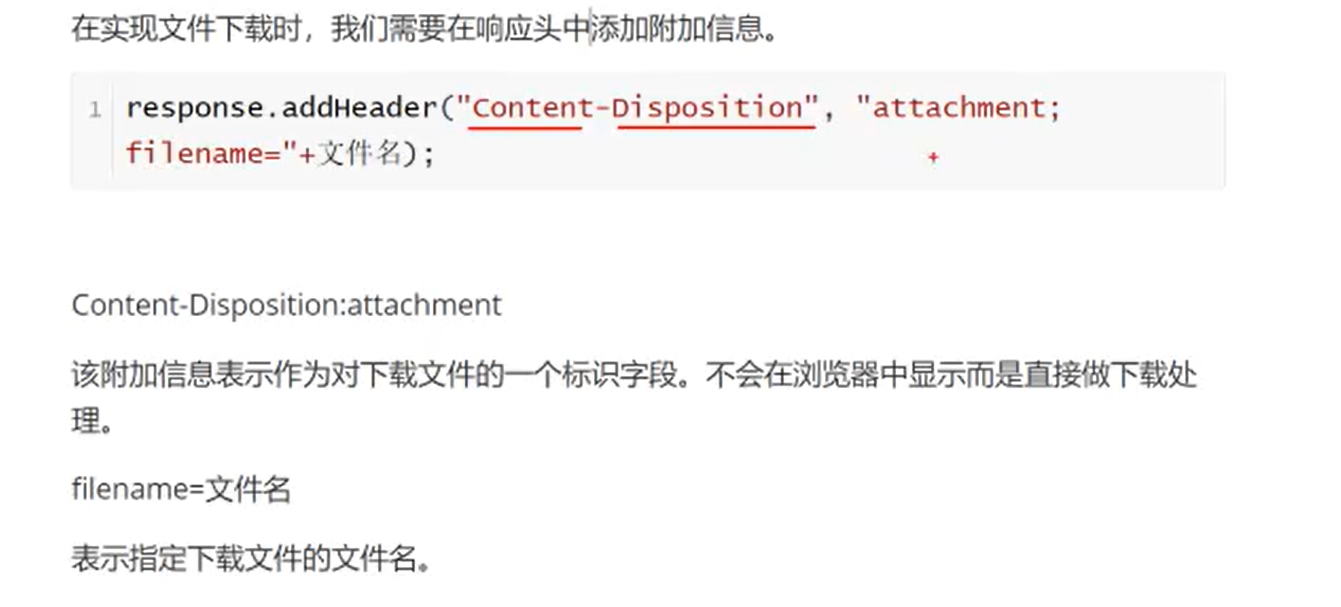 在实现文件下载时，我们需要在响应头中添加附加信息。
1 response.addHeader("Content-Disposition", "attachment;
filename="+文件名);
Content-Disposition:attachment
该附加信息表示作为对下载文件的一个标识字段。不会在浏览器中显示而是直接做下载处
理。
filename=文件名
表示指定下载文件的文件名。